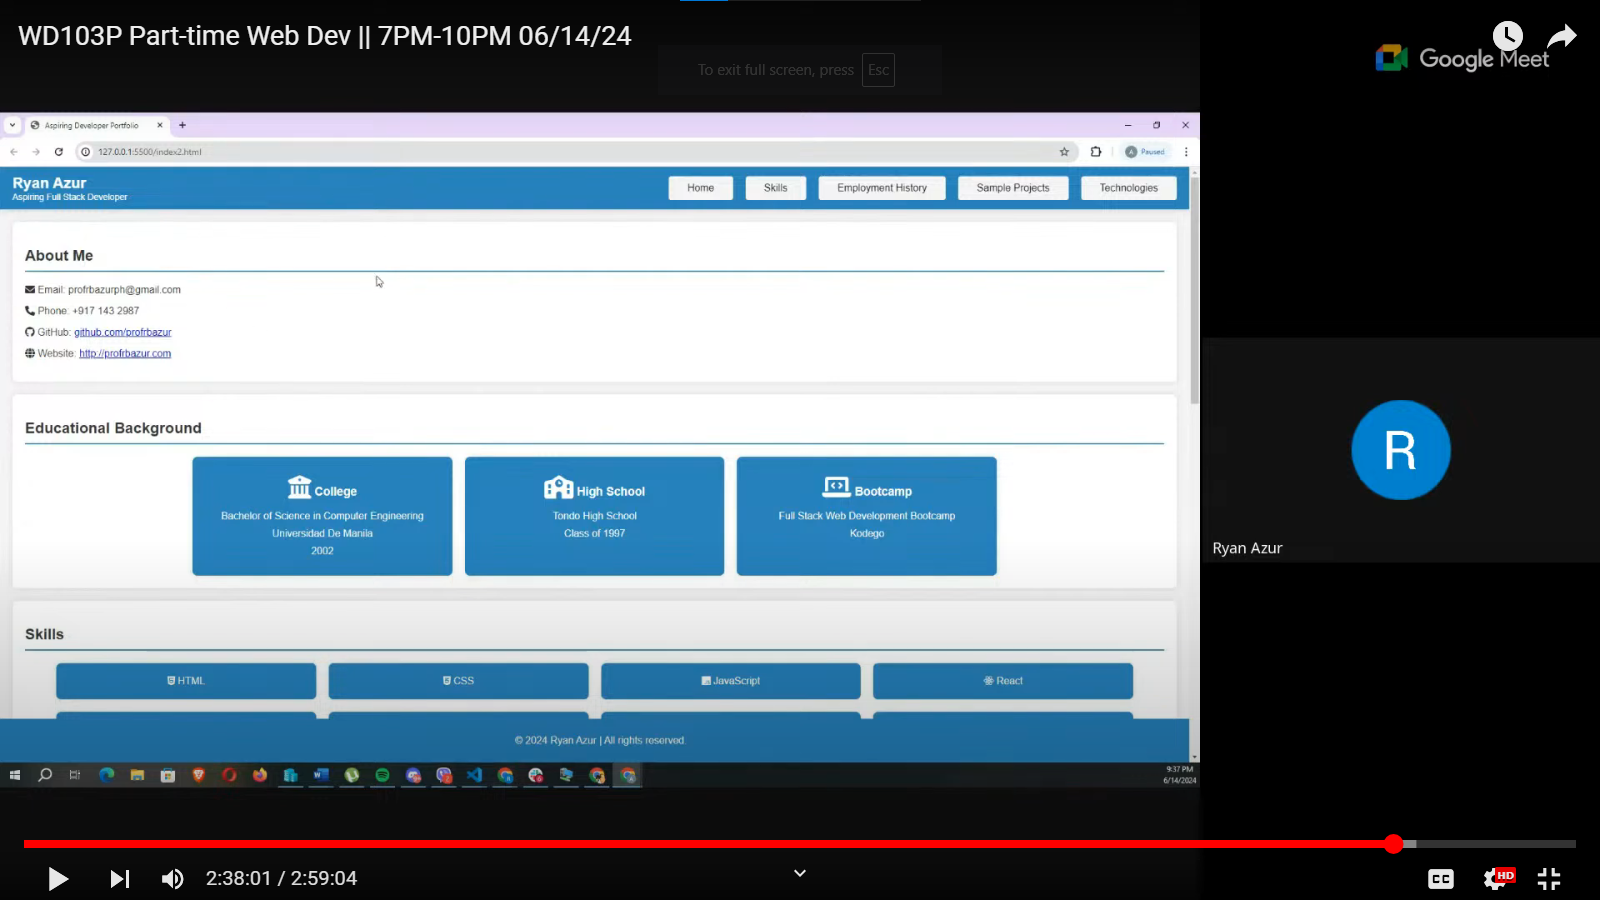 WD103P Part-time Web Dev || 7PM-10PM 06/14/24
To exit full screen, press Esc
Google Meet
Aspiring Developer Portfolio
127.0.0.1:5500/index2.html
Paused
Ryan Azur
Aspiring Full Stack Developer
Home Skills Employment History Sample Projects Technologies
About Me
Email: profrbazurph@gmail.com
Phone: +917 143 2987
GitHub: github.com/profrbazur
Website: http://profrbazur.com
Educational Background
College
Bachelor of Science in Computer Engineering
Universidad De Manila
2002
High School
Tondo High School
Class of 1997
Bootcamp
Full Stack Web Development Bootcamp
Kodego
Skills
HTML CSS JavaScript React
© 2024 Ryan Azur | All rights reserved.
9:37 PM
6/14/2024
R
Ryan Azur
2:38:01 / 2:59:04
CC
HD